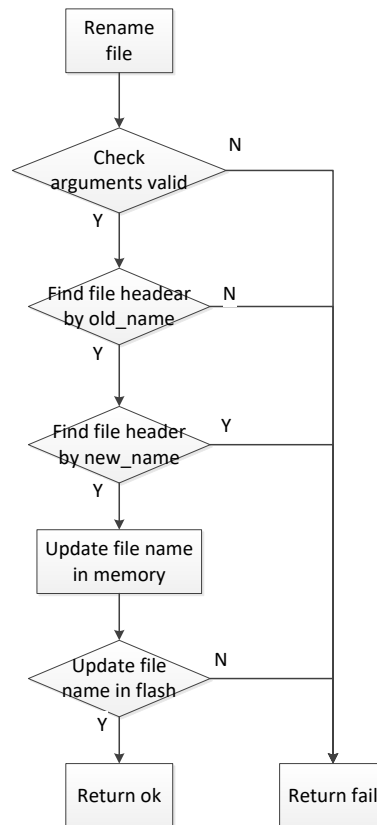 Rename
file
Check
arguments valid
N
Y
Find file headear
by old_name
N
Y
Find file header
by new_name
Y
Y
Update file name
in memory
Update file
name in flash
N
Y
Return ok
Return fail